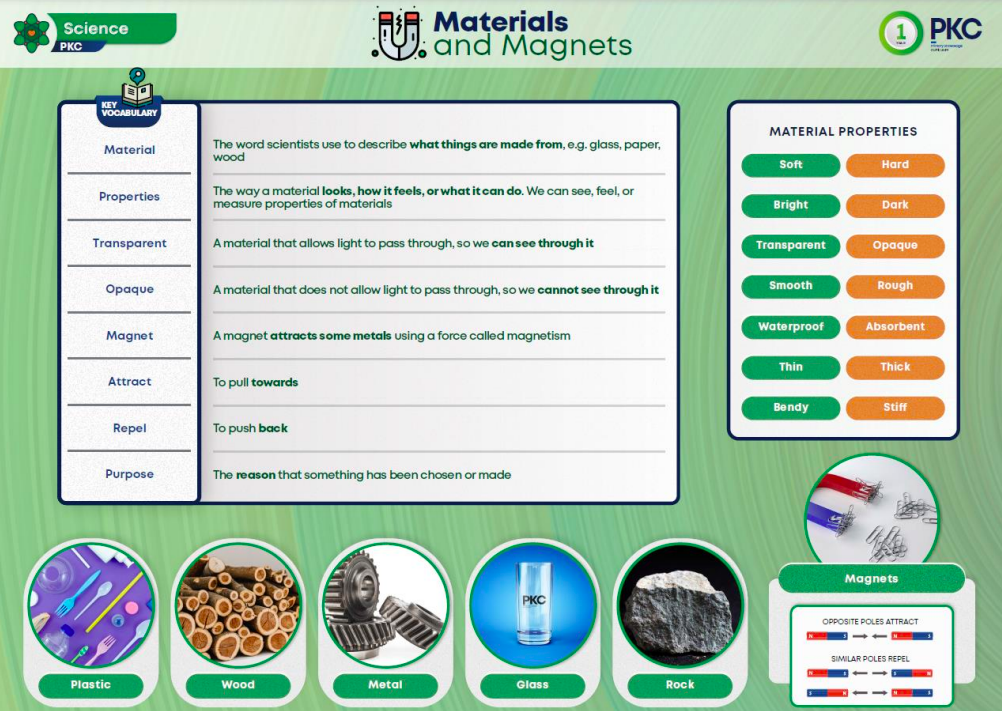 Science
PKC
Materials
and Magnets
1
PKC
KEY
VOCABULARY
Material
The word scientists use to describe what things are made from, e.g. glass, paper,
wood
Properties
The way a material looks, how it feels, or what it can do. We can see, feel, or
measure properties of materials
Transparent
A material that allows light to pass through, so we can see through it
Opaque
A material that does not allow light to pass through, so we cannot see through it
Magnet
A magnet attracts some metals using a force called magnetism
Attract
To pull towards
Repel
To push back
Purpose
The reason that something has been chosen or made
MATERIAL PROPERTIES
Soft Hard
Bright Dark
Transparent Opaque
Smooth Rough
Waterproof Absorbent
Thin Thick
Bendy Stiff
Magnets
OPPOSITE POLES ATTRACT
N S N S
SIMILAR POLES REPEL
N S S N
S N N S
PKC
Plastic
Wood
Metal
Glass
Rock